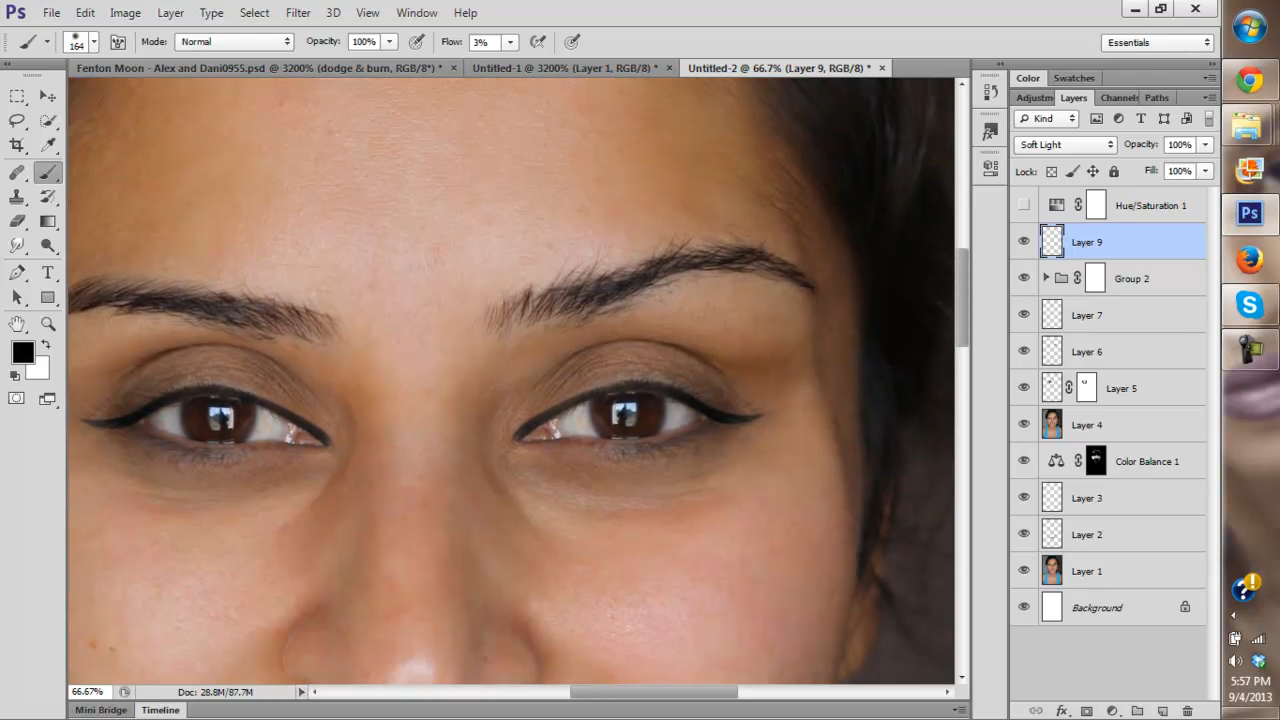 Ps File Edit Image Layer Type Select Filter 3D View Window Help
164 Mode: Normal Opacity: 100% Flow: 3% Essentials
Fenton Moon - Alex and Dani0955.psd @ 3200% (dodge & burn, RGB/8*) * × Untitled-1 @ 3200% (Layer 1, RGB/8) * × Untitled-2 @ 66.7% (Layer 9, RGB/8) * ×
Color Swatches
Adjustm Layers Channels Paths
Kind
Soft Light Opacity: 100%
Lock: Fill: 100%
Hue/Saturation 1
Layer 9
Group 2
Layer 7
Layer 6
Layer 5
Layer 4
Color Balance 1
Layer 3
Layer 2
Layer 1
Background
66.67% Doc: 28.8M/87.7M
Mini Bridge Timeline
Ps
5:57 PM
9/4/2013